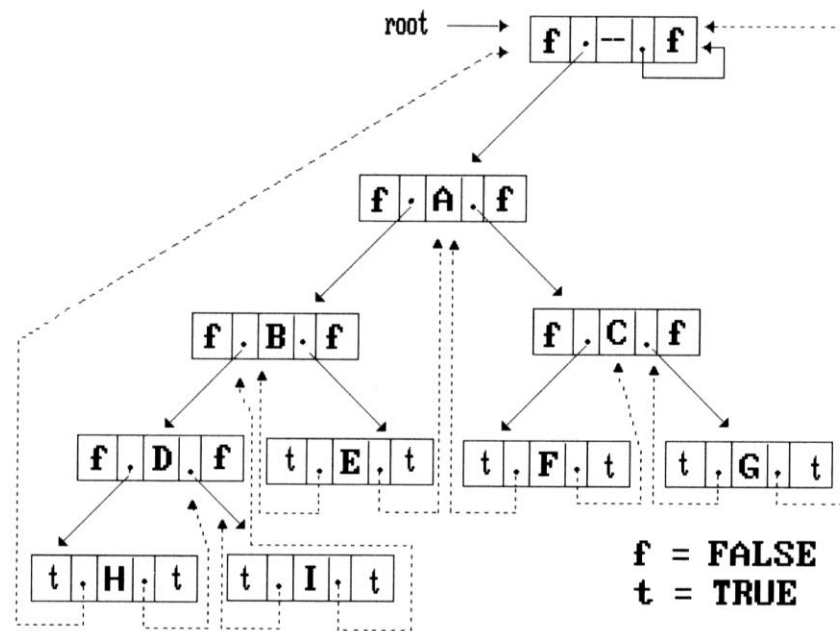 root
f . -- . f
f . A . f
f . B . f
f . C . f
f . D . f
t . E . t
t . F . t
t . G . t
t . H . t
t . I . t
f = FALSE
t = TRUE